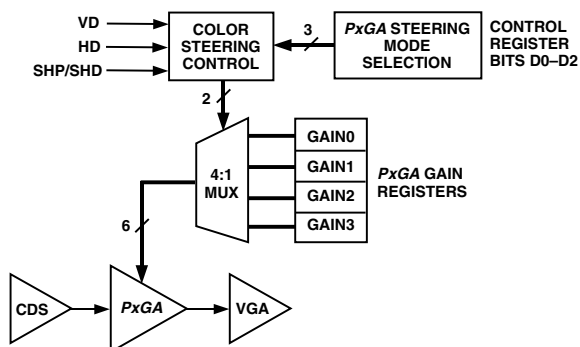 VD
HD
SHP/SHD
COLOR
STEERING
CONTROL
3
PxGA STEERING
MODE
SELECTION
CONTROL
REGISTER
BITS D0–D2
2
4:1
MUX
GAIN0
GAIN1
GAIN2
GAIN3
PxGA GAIN
REGISTERS
6
CDS
PxGA
VGA